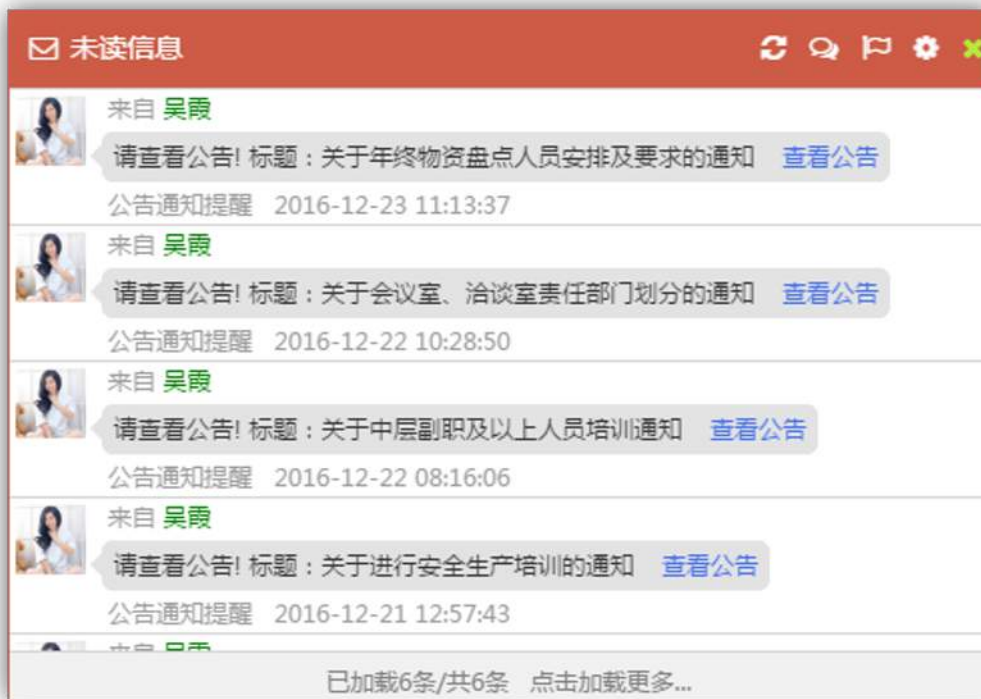 未读信息
来自 吴霞
请查看公告! 标题：关于年终物资盘点人员安排及要求的通知 查看公告
公告通知提醒 2016-12-23 11:13:37
来自 吴霞
请查看公告! 标题：关于会议室、洽谈室责任部门划分的通知 查看公告
公告通知提醒 2016-12-22 10:28:50
来自 吴霞
请查看公告! 标题：关于中层副职及以上人员培训通知 查看公告
公告通知提醒 2016-12-22 08:16:06
来自 吴霞
请查看公告! 标题：关于进行安全生产培训的通知 查看公告
公告通知提醒 2016-12-21 12:57:43
已加载6条/共6条 点击加载更多...